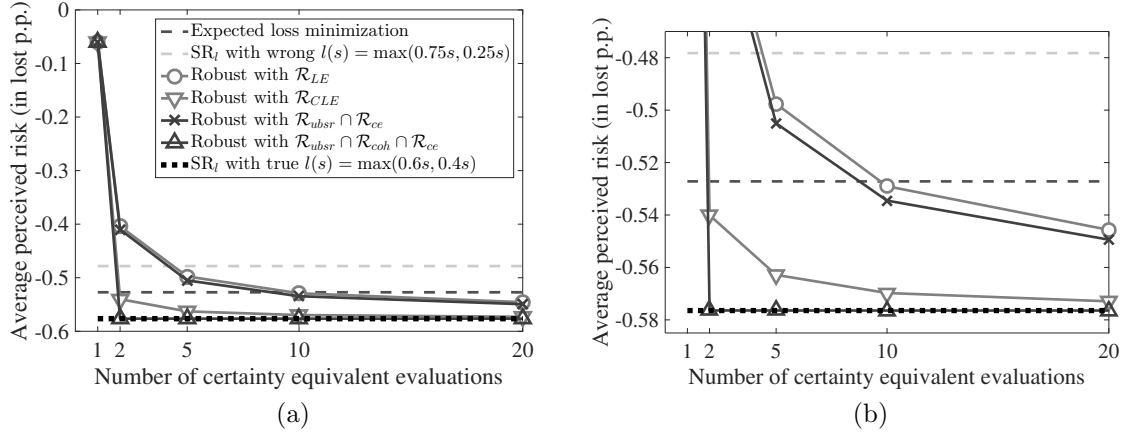 0
-0.1
-0.2
-0.3
-0.4
-0.5
-0.6
Average perceived risk (in lost p.p.)
1 2 5 10 20
Number of certainty equivalent evaluations
Expected loss minimization
SR_l with wrong l(s) = max(0.75s, 0.25s)
Robust with R_LE
Robust with R_CLE
Robust with R_ubsr ∩ R_ce
Robust with R_ubsr ∩ R_coh ∩ R_ce
SR_l with true l(s) = max(0.6s, 0.4s)
(a)
-0.48
-0.5
-0.52
-0.54
-0.56
-0.58
Average perceived risk (in lost p.p.)
1 2 5 10 20
Number of certainty equivalent evaluations
(b)